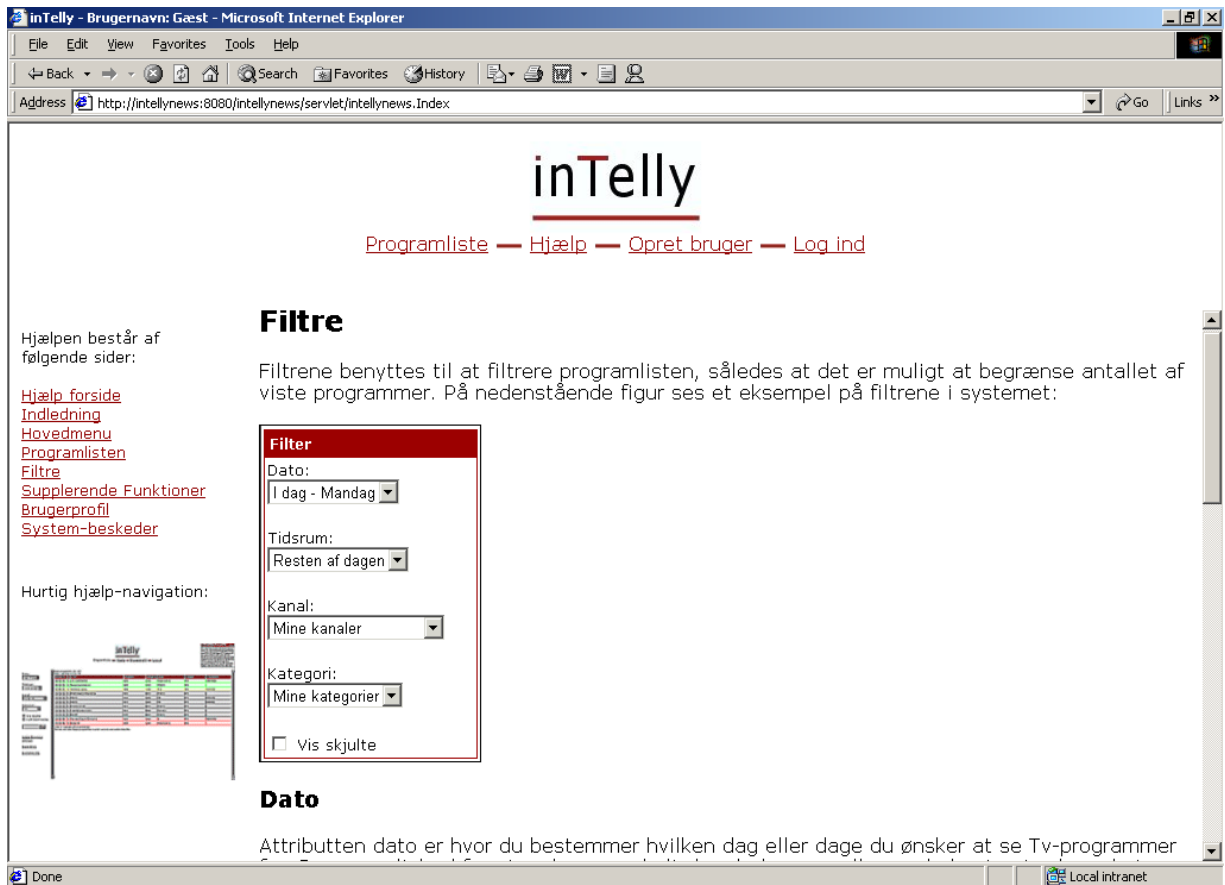 inTelly - Brugernavn: Gæst - Microsoft Internet Explorer
File Edit View Favorites Tools Help
Back Search Favorites History
Address http://intellynews:8080/intellynews/servlet/intellynews.Index Go Links »
inTelly
Programliste — Hjælp — Opret bruger — Log ind
Hjælpen består af
følgende sider:
Hjælp forside
Indledning
Hovedmenu
Programlisten
Filtre
Supplerende Funktioner
Brugerprofil
System-beskeder
Hurtig hjælp-navigation:
inTelly
Filtre
Filtrene benyttes til at filtrere programlisten, således at det er muligt at begrænse antallet af
viste programmer. På nedenstående figur ses et eksempel på filtrene i systemet:
Filter
Dato:
I dag - Mandag
Tidsrum:
Resten af dagen
Kanal:
Mine kanaler
Kategori:
Mine kategorier
Vis skjulte
Dato
Attributten dato er hvor du bestemmer hvilken dag eller dage du ønsker at se Tv-programmer
Done
Local intranet